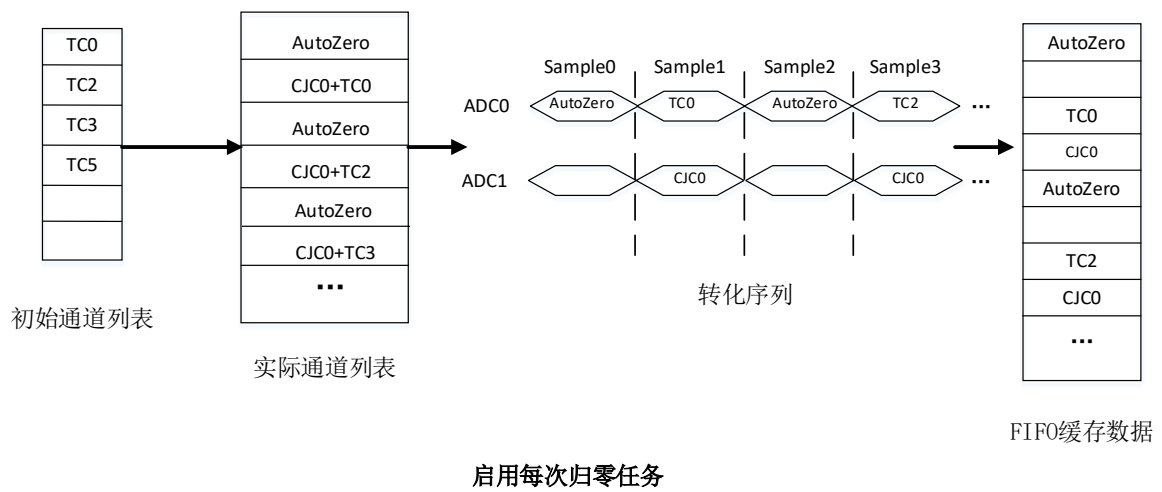 TC0
TC2
TC3
TC5
初始通道列表
AutoZero
CJC0+TC0
AutoZero
CJC0+TC2
AutoZero
CJC0+TC3
...
实际通道列表
Sample0 Sample1 Sample2 Sample3
ADC0 AutoZero TC0 AutoZero TC2 ...
ADC1 CJC0 CJC0 ...
转化序列
AutoZero
TC0
CJC0
AutoZero
TC2
CJC0
...
FIFO缓存数据
启用每次归零任务